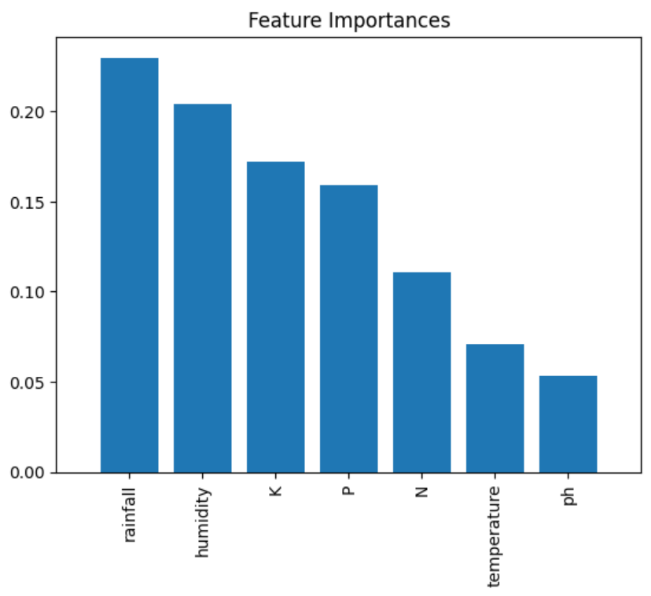 Feature Importances
0.20
0.15
0.10
0.05
0.00
rainfall
humidity
K
P
N
temperature
ph